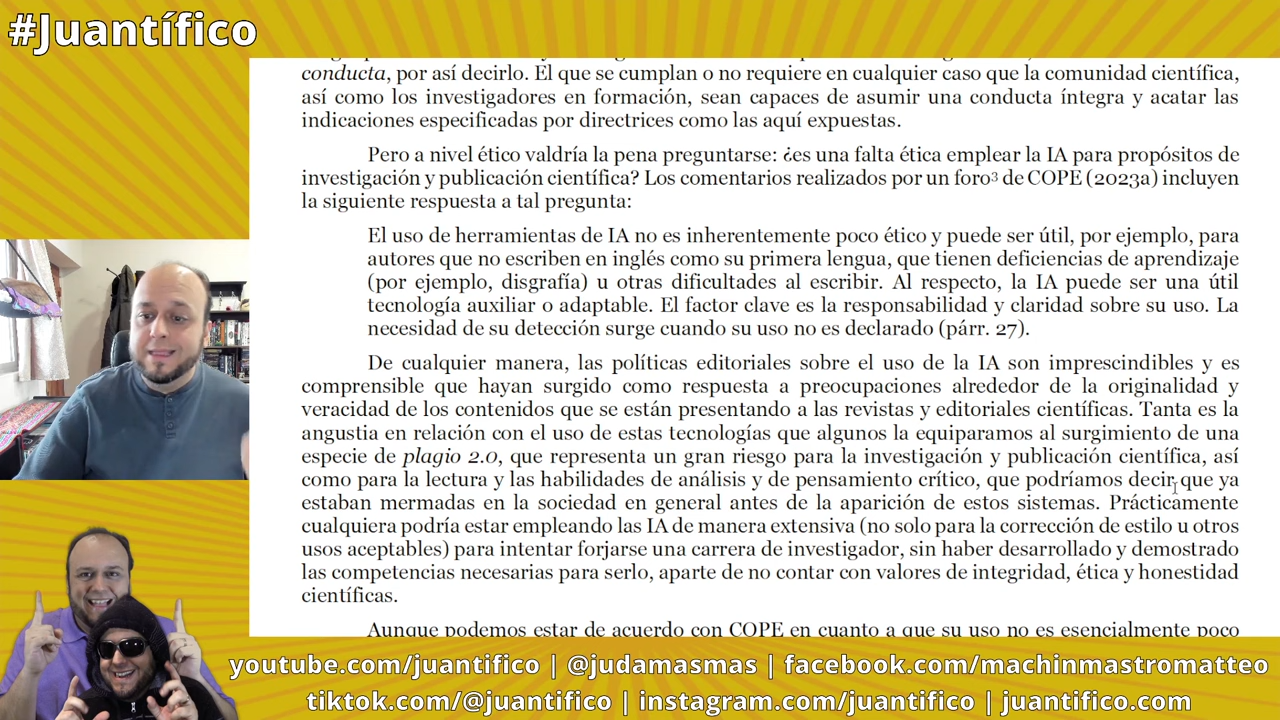 #Juantífico
conducta, por así decirlo. El que se cumplan o no requiere en cualquier caso que la comunidad científica,
así como los investigadores en formación, sean capaces de asumir una conducta íntegra y acatar las
indicaciones especificadas por directrices como las aquí expuestas.
Pero a nivel ético valdría la pena preguntarse: ¿es una falta ética emplear la IA para propósitos de
investigación y publicación científica? Los comentarios realizados por un foro³ de COPE (2023a) incluyen
la siguiente respuesta a tal pregunta:
El uso de herramientas de IA no es inherentemente poco ético y puede ser útil, por ejemplo, para
autores que no escriben en inglés como su primera lengua, que tienen deficiencias de aprendizaje
(por ejemplo, disgrafía) u otras dificultades al escribir. Al respecto, la IA puede ser una útil
tecnología auxiliar o adaptable. El factor clave es la responsabilidad y claridad sobre su uso. La
necesidad de su detección surge cuando su uso no es declarado (párr. 27).
De cualquier manera, las políticas editoriales sobre el uso de la IA son imprescindibles y es
comprensible que hayan surgido como respuesta a preocupaciones alrededor de la originalidad y
veracidad de los contenidos que se están presentando a las revistas y editoriales científicas. Tanta es la
angustia en relación con el uso de estas tecnologías que algunos la equiparamos al surgimiento de una
especie de plagio 2.0, que representa un gran riesgo para la investigación y publicación científica, así
como para la lectura y las habilidades de análisis y de pensamiento crítico, que podríamos decir que ya
estaban mermadas en la sociedad en general antes de la aparición de estos sistemas. Prácticamente
cualquiera podría estar empleando las IA de manera extensiva (no solo para la corrección de estilo u otros
usos aceptables) para intentar forjarse una carrera de investigador, sin haber desarrollado y demostrado
las competencias necesarias para serlo, aparte de no contar con valores de integridad, ética y honestidad
científicas.
Aunque podemos estar de acuerdo con COPE en cuanto a que su uso no es esencialmente poco
youtube.com/juantifico | @judamasmas | facebook.com/machinmastromatteo
tiktok.com/@juantifico | instagram.com/juantifico | juantifico.com